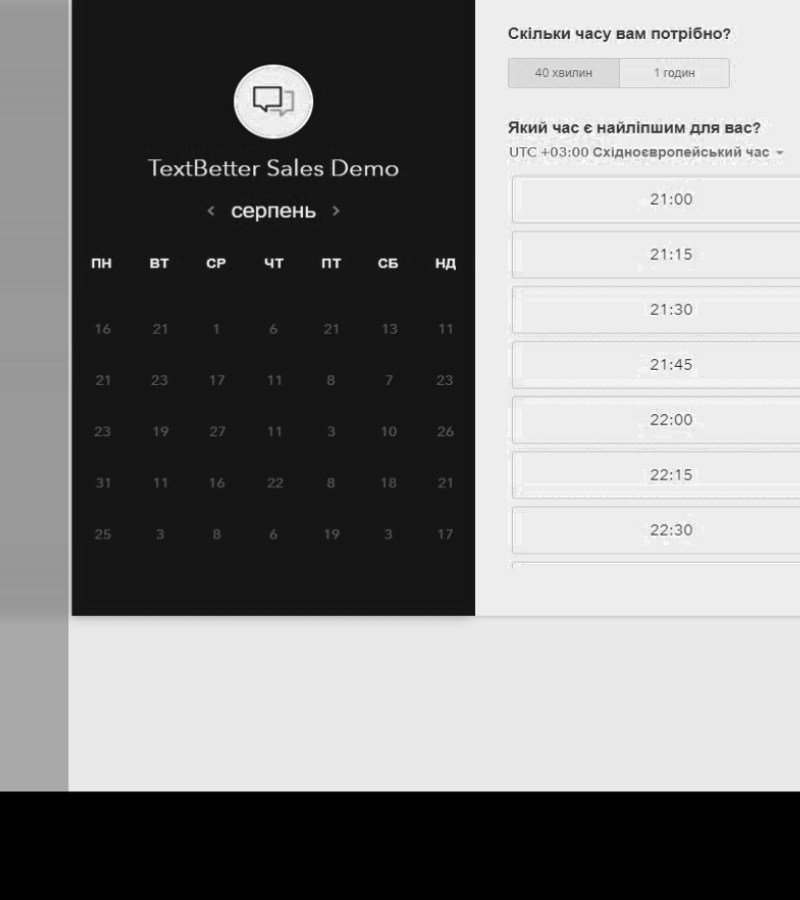 TextBetter Sales Demo
< серпень >
ПН ВТ СР ЧТ ПТ СБ НД
16 21 1 6 21 13 11
21 23 17 11 8 7 23
23 19 27 11 3 10 26
31 11 16 22 8 18 21
25 3 8 6 19 3 17
Скільки часу вам потрібно?
40 хвилин 1 годин
Який час є найліпшим для вас?
UTC +03:00 Східноєвропейський час
21:00
21:15
21:30
21:45
22:00
22:15
22:30